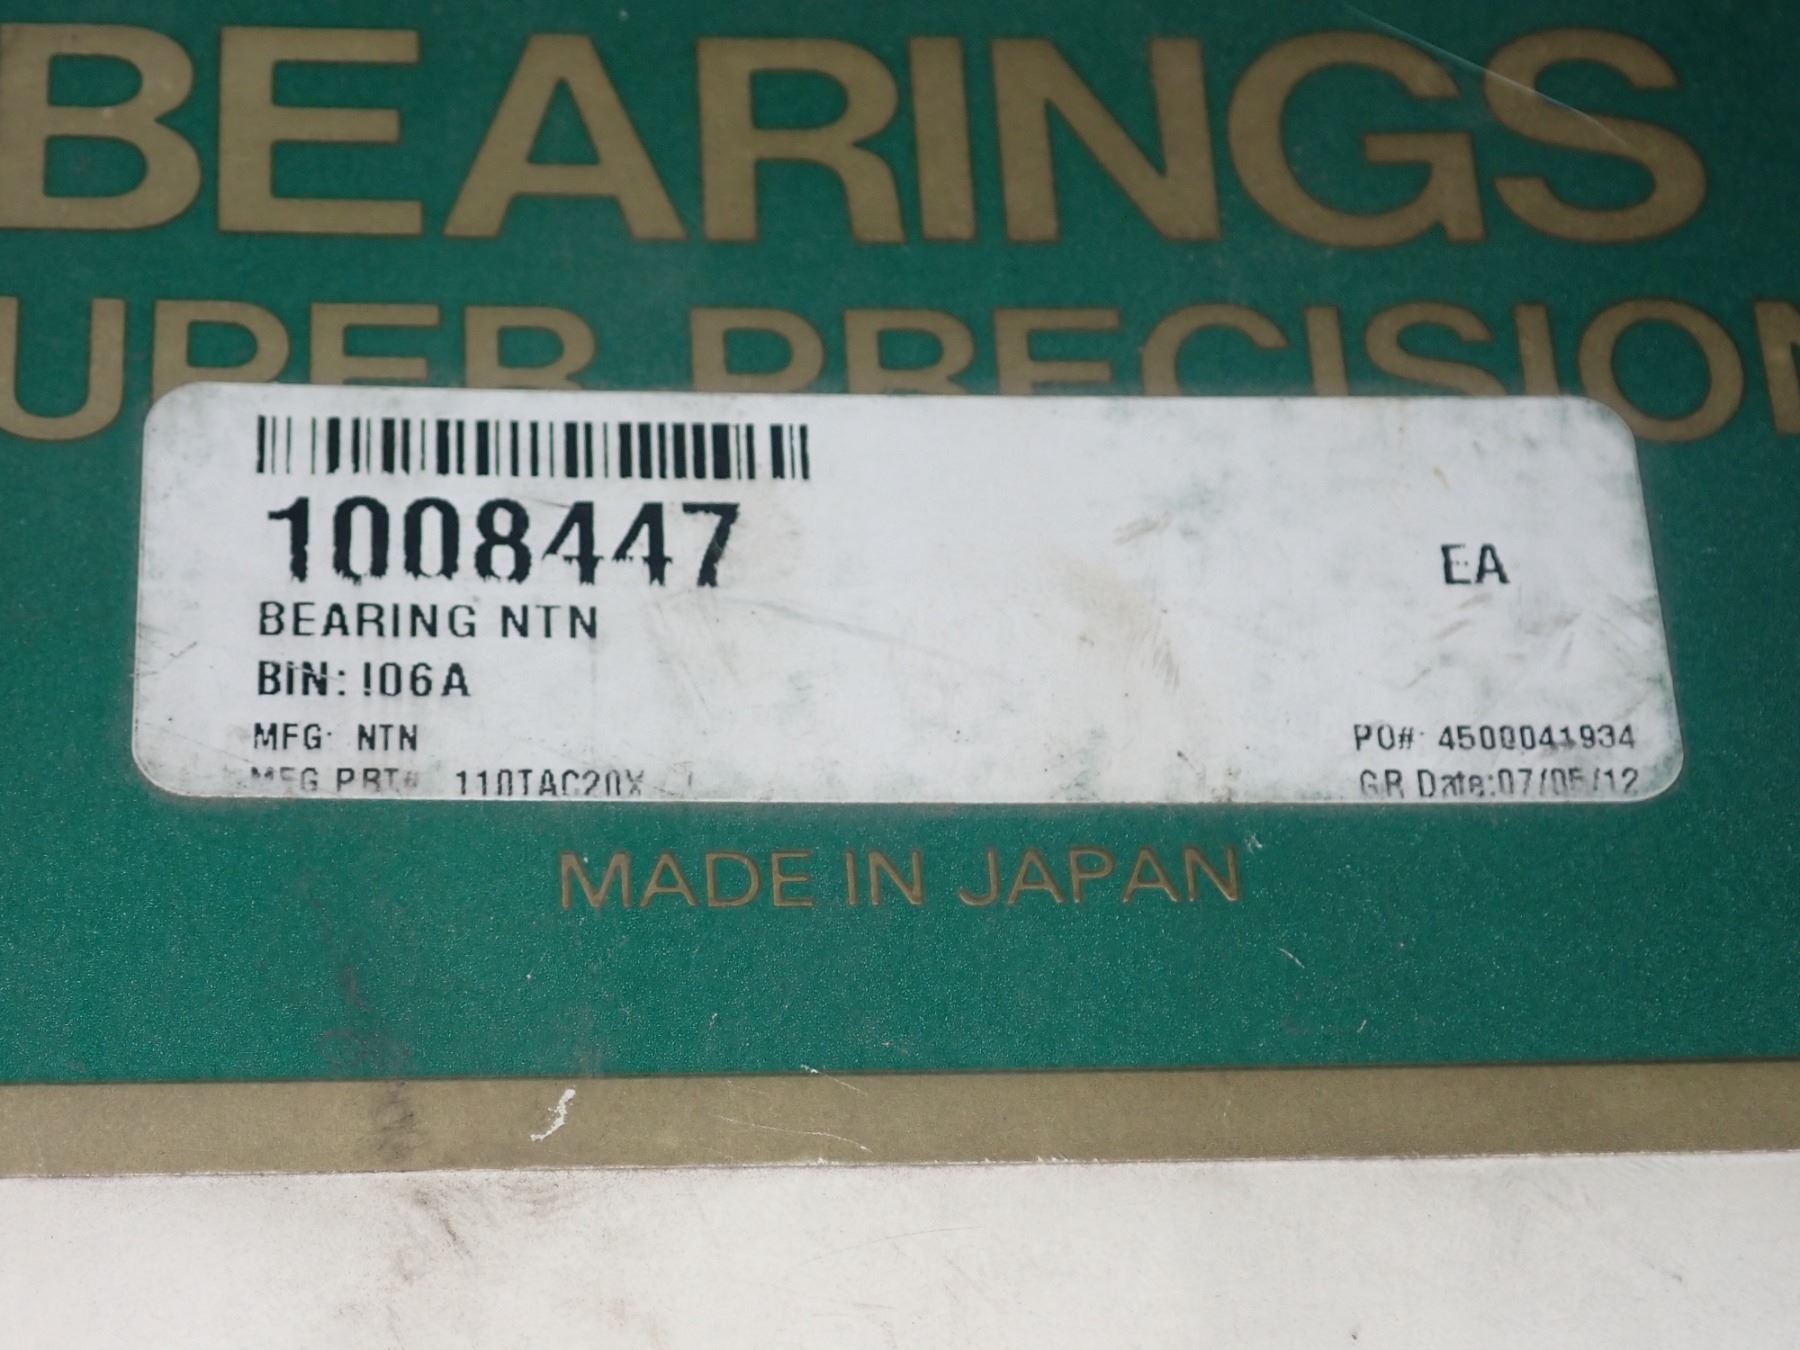 BEARINGS
UPER PRECISION
1008447
EA
BEARING NTN
BIN: I06A
MFG: NTN
PO#: 4500041934
MFG PRT# 110TAC20X
GR Date:07/05/12
MADE IN JAPAN